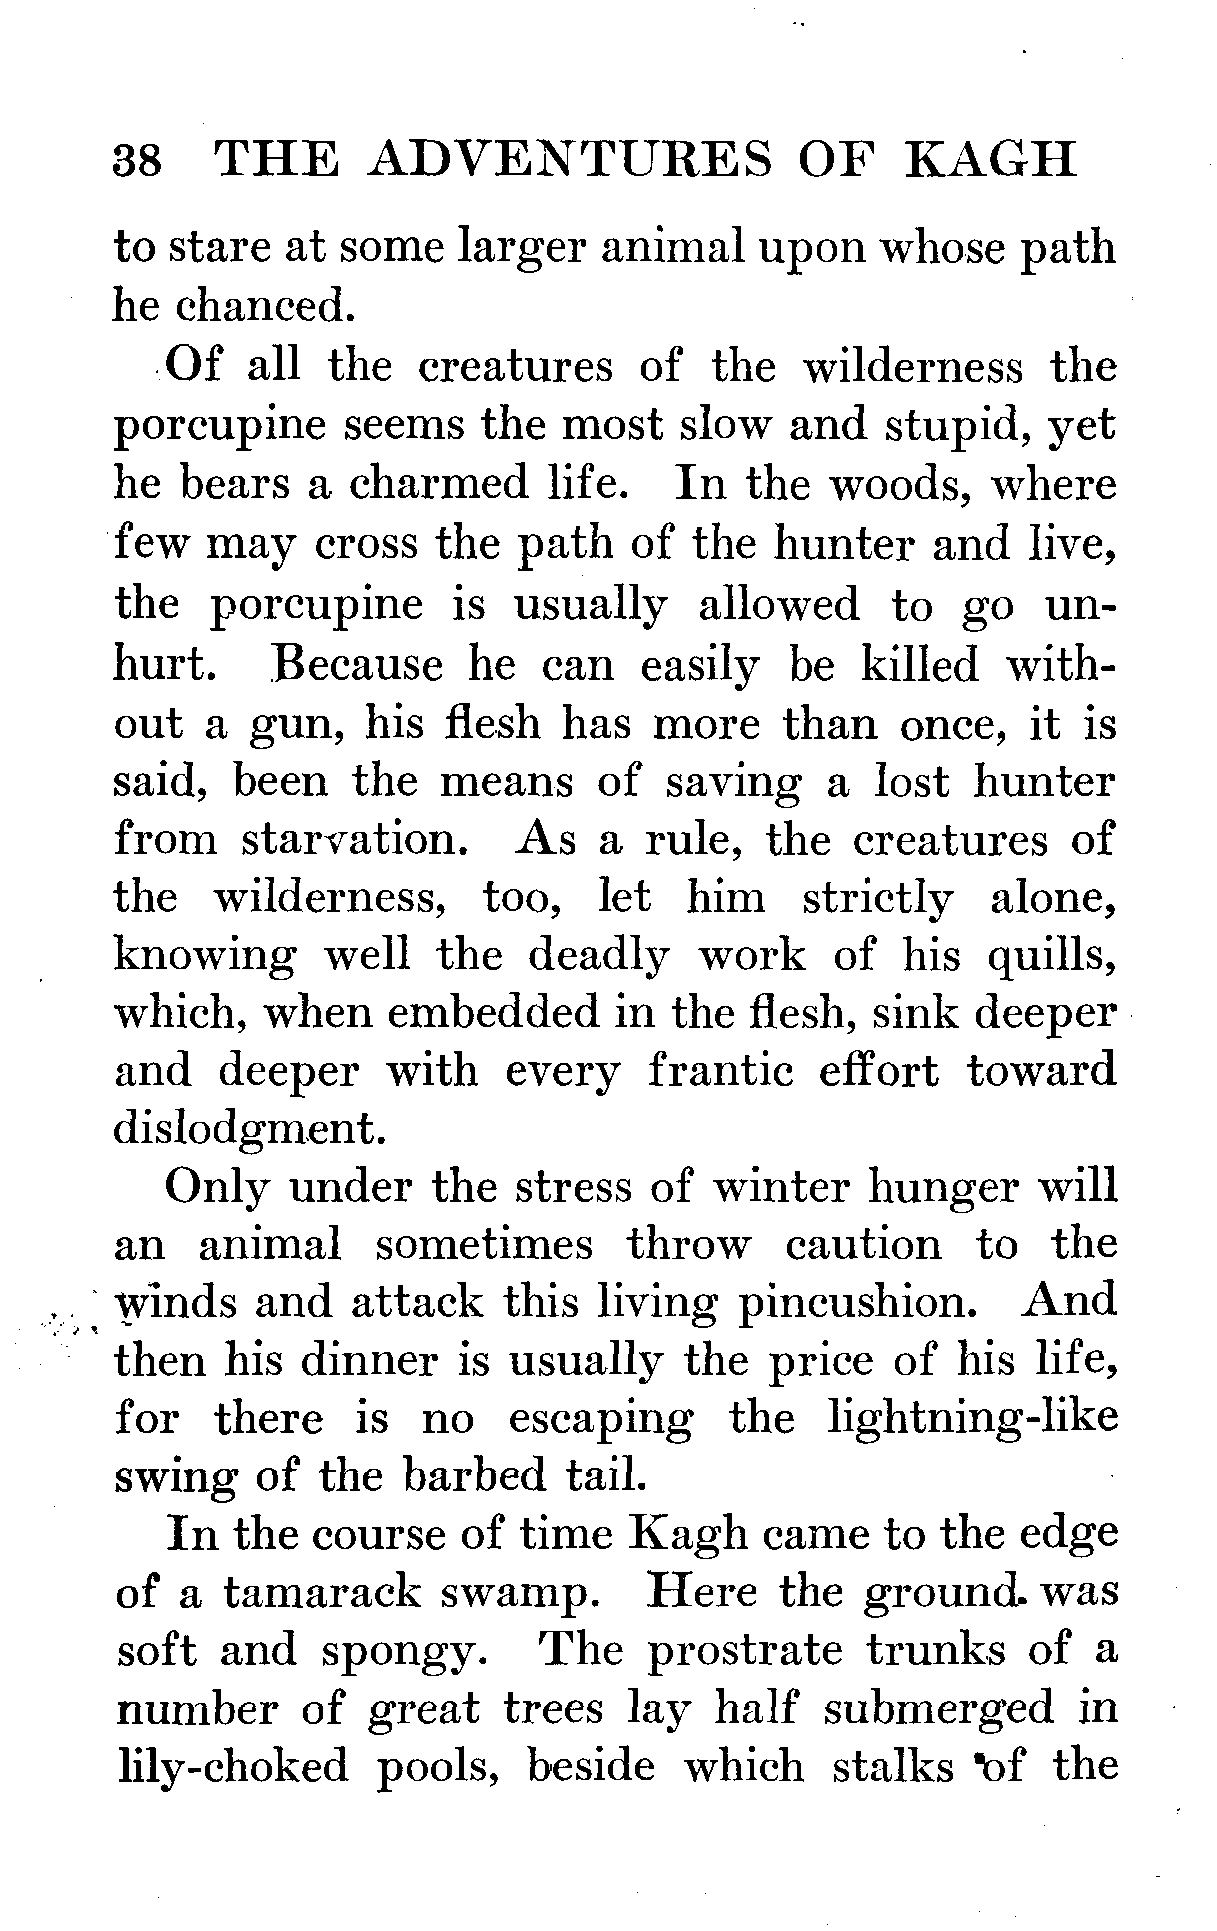 38 THE ADVENTURES OF KAGH
to stare at some larger animal upon whose path
he chanced.
Of all the creatures of the wilderness the
porcupine seems the most slow and stupid, yet
he bears a charmed life. In the woods, where
few may cross the path of the hunter and live,
the porcupine is usually allowed to go un-
hurt. Because he can easily be killed with-
out a gun, his flesh has more than once, it is
said, been the means of saving a lost hunter
from starvation. As a rule, the creatures of
the wilderness, too, let him strictly alone,
knowing well the deadly work of his quills,
which, when embedded in the flesh, sink deeper
and deeper with every frantic effort toward
dislodgment.
Only under the stress of winter hunger will
an animal sometimes throw caution to the
winds and attack this living pincushion. And
then his dinner is usually the price of his life,
for there is no escaping the lightning-like
swing of the barbed tail.
In the course of time Kagh came to the edge
of a tamarack swamp. Here the ground was
soft and spongy. The prostrate trunks of a
number of great trees lay half submerged in
lily-choked pools, beside which stalks of the